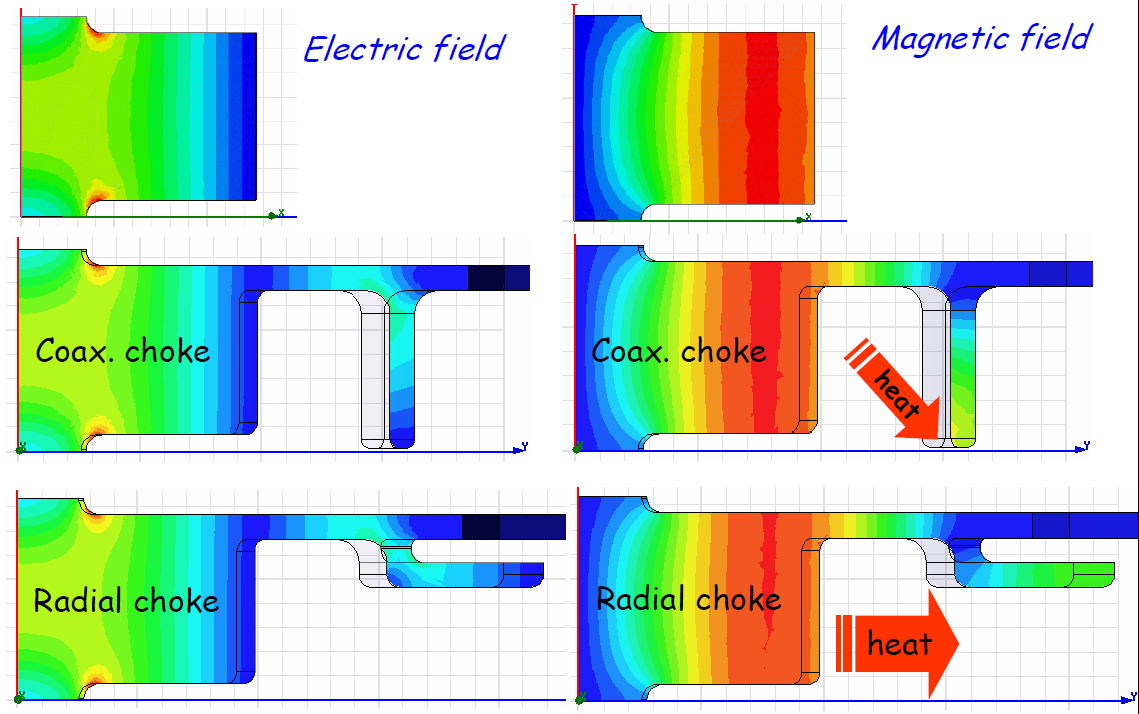 Electric field
Magnetic field
X
X
Coax. choke
Coax. choke
heat
X
Y
X
Y
Radial choke
Radial choke
heat
X
X
Y